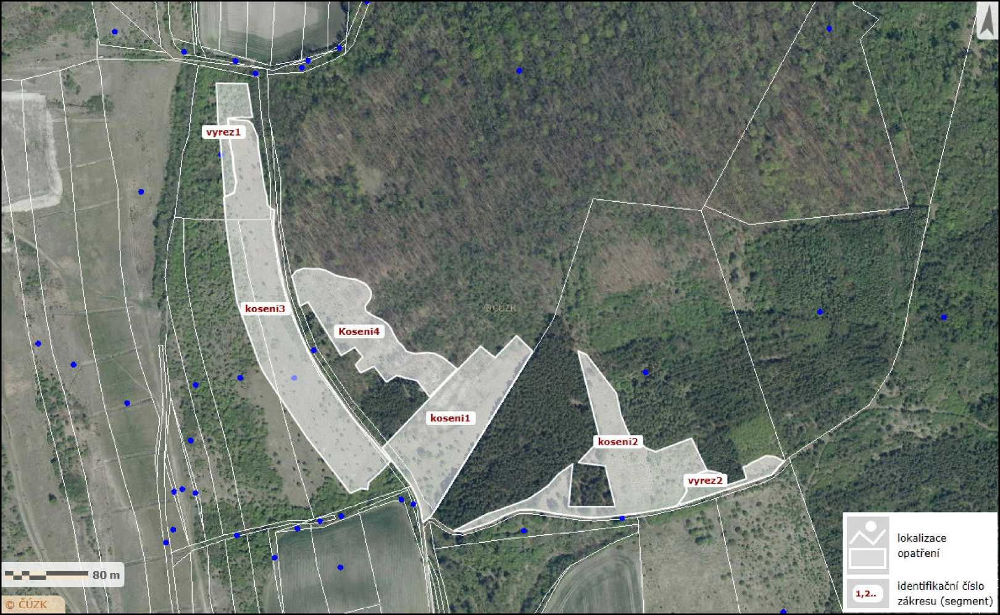 vyrez1
koseni3
© ČÚZK
Koseni4
koseni1
koseni2
vyrez2
lokalizace
opatření
80 m
identifikační číslo
1,2..
zákresu (segment)
© ČÚZK